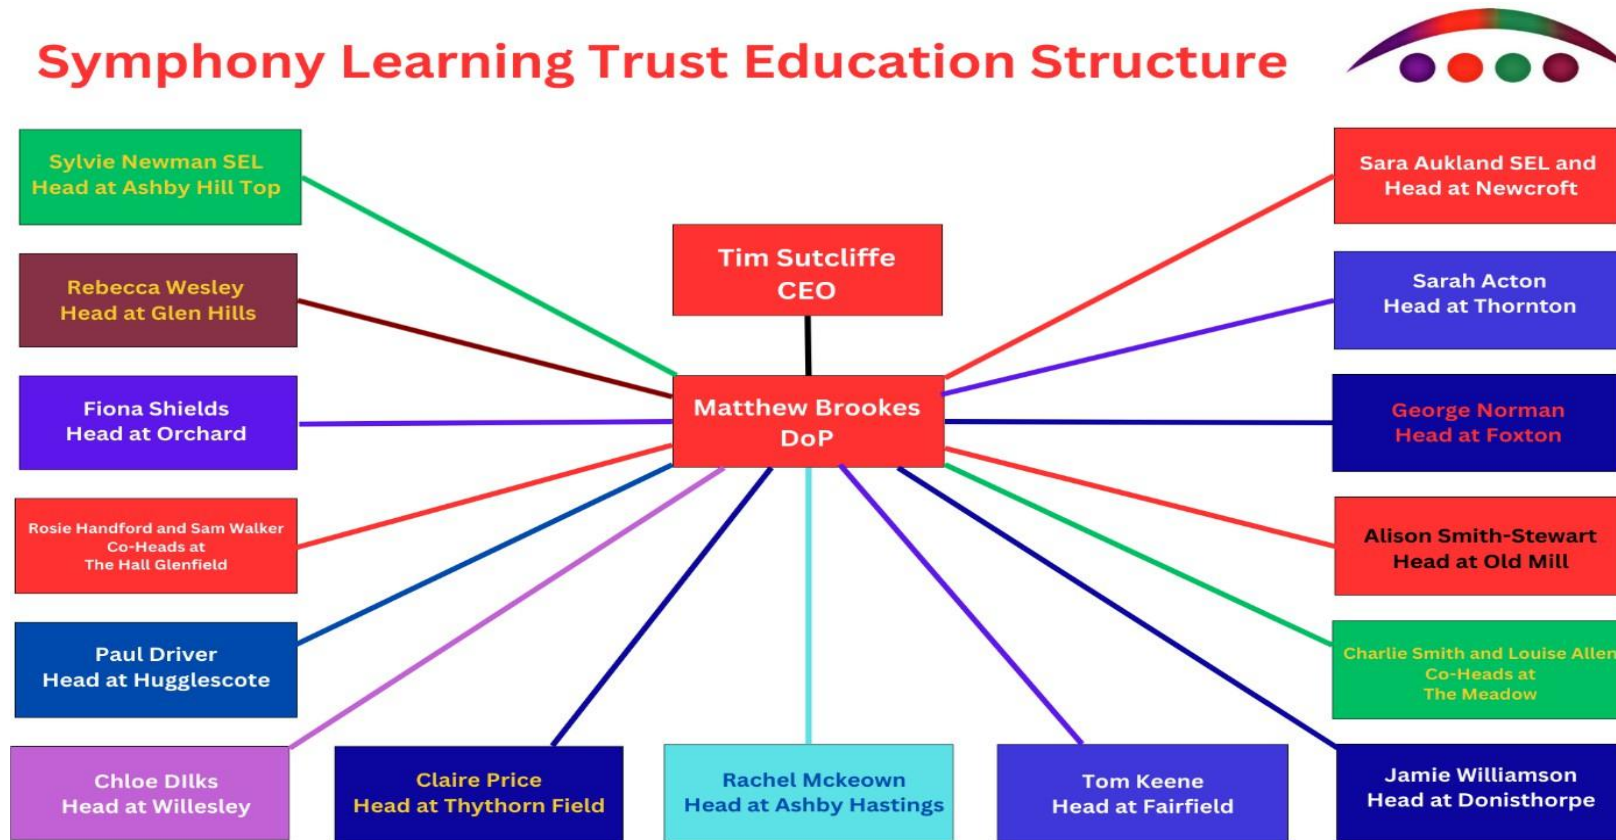 Symphony Learning Trust Education Structure
Sylvie Newman SEL
Head at Ashby Hill Top
Sara Aukland SEL and
Head at Newcroft
Tim Sutcliffe
CEO
Rebecca Wesley
Head at Glen Hills
Sarah Acton
Head at Thornton
Fiona Shields
Head at Orchard
Matthew Brookes
DoP
George Norman
Head at Foxton
Rosie Handford and Sam Walker
Co-Heads at
The Hall Glenfield
Alison Smith-Stewart
Head at Old Mill
Paul Driver
Head at Hugglescote
Charlie Smith and Louise Allen
Co-Heads at
The Meadow
Chloe DIlks
Head at Willesley
Claire Price
Head at Thythorn Field
Rachel Mckeown
Head at Ashby Hastings
Tom Keene
Head at Fairfield
Jamie Williamson
Head at Donisthorpe